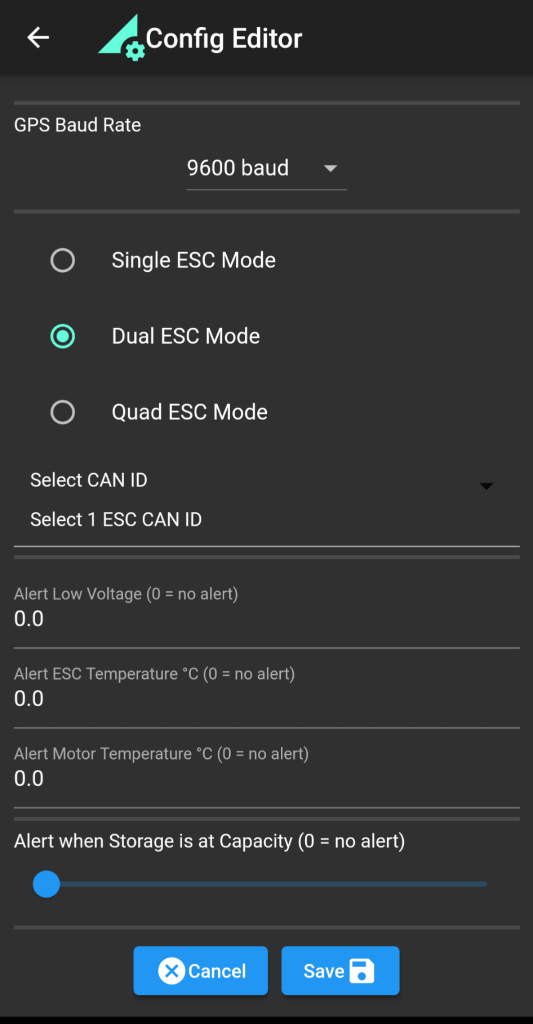 Config Editor
GPS Baud Rate
9600 baud
Single ESC Mode
Dual ESC Mode
Quad ESC Mode
Select CAN ID
Select 1 ESC CAN ID
Alert Low Voltage (0 = no alert)
0.0
Alert ESC Temperature °C (0 = no alert)
0.0
Alert Motor Temperature °C (0 = no alert)
0.0
Alert when Storage is at Capacity (0 = no alert)
Cancel Save